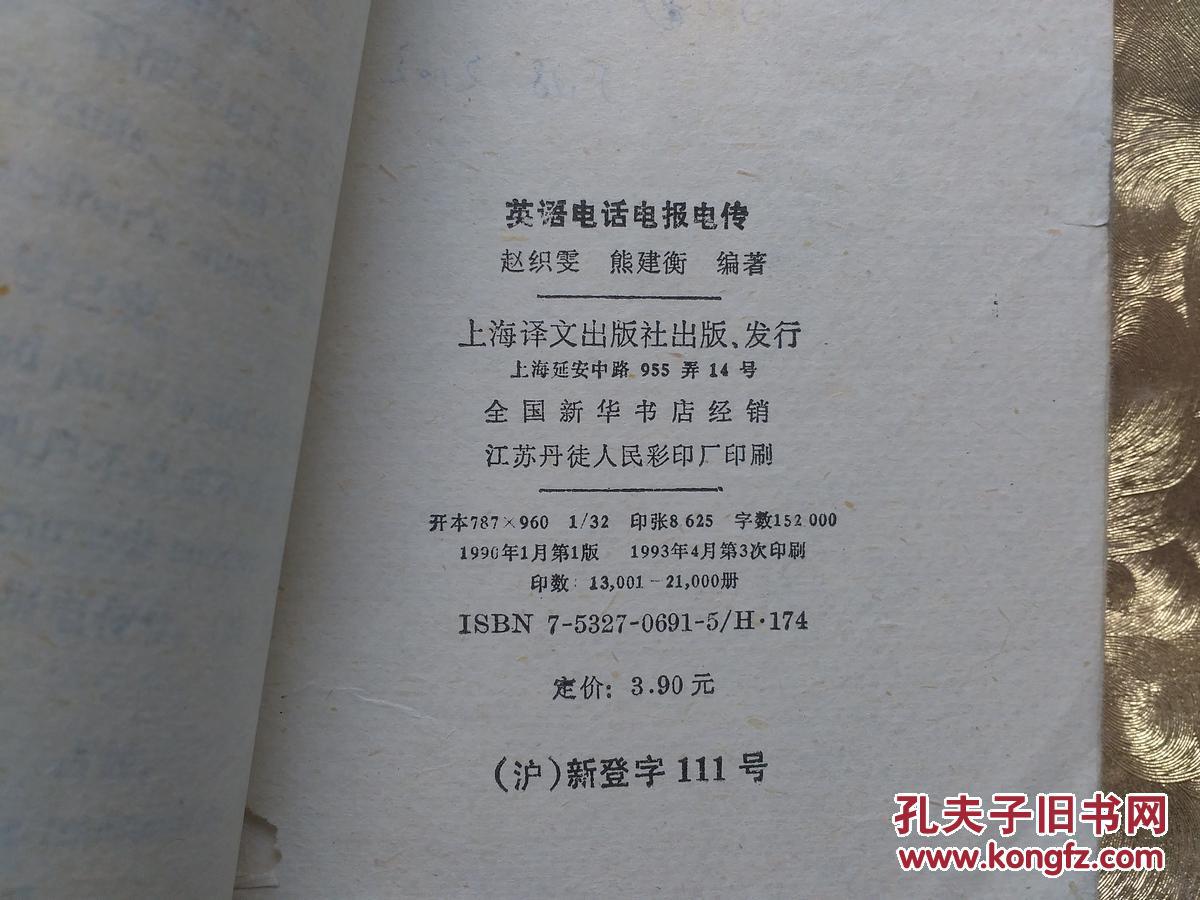 英语电话电报电传
赵织雯 熊建衡 编著
上海译文出版社出版、发行
上海延安中路 955 弄 14 号
全国新华书店经销
江苏丹徒人民彩印厂印刷
开本787×960 1/32 印张8.625 字数152,000
1990年1月第1版 1993年4月第3次印刷
印数：13,001－21,000册
ISBN 7-5327-0691-5/H·174
定价：3.90元
(沪)新登字111号
孔夫子旧书网
www.kongfz.com